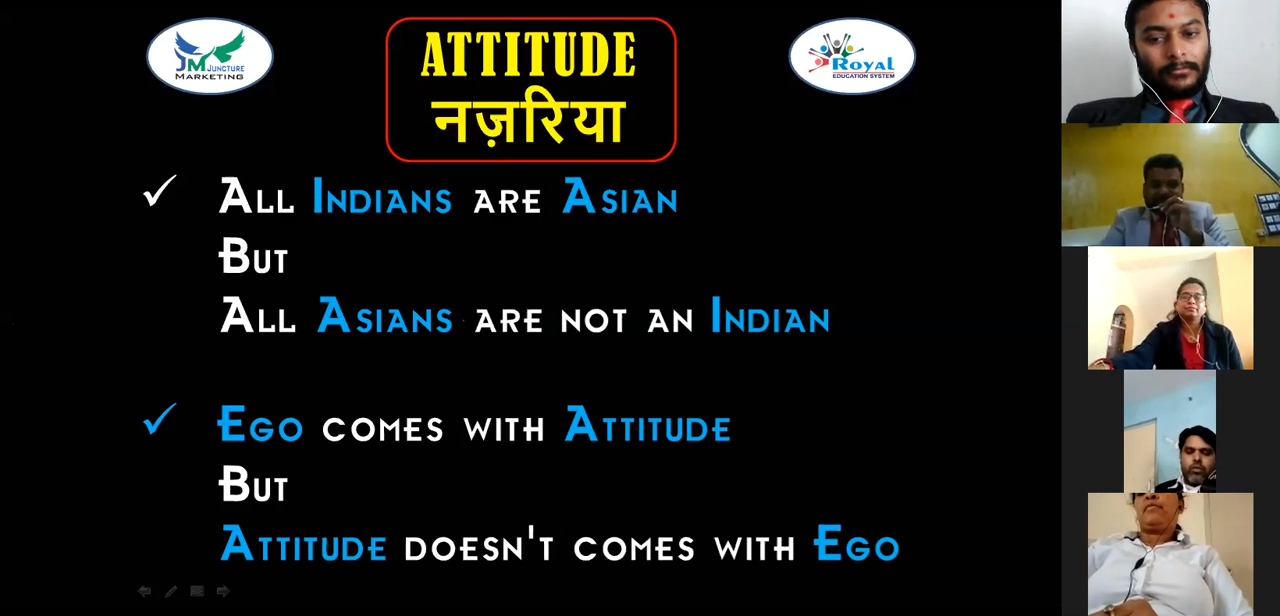 JM JUNCTURE
MARKETING
ATTITUDE
नज़रिया
Royal
EDUCATION SYSTEM
✓ ALL INDIANS ARE ASIAN
BUT
ALL ASIANS ARE NOT AN INDIAN
✓ EGO COMES WITH ATTITUDE
BUT
ATTITUDE DOESN'T COMES WITH EGO